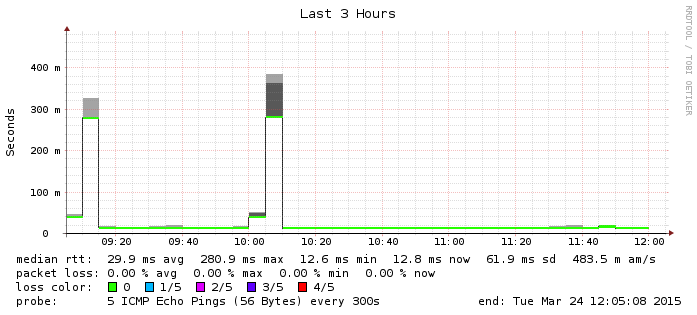 Last 3 Hours
RRDTOOL / TOBI OETIKER
Seconds
400 m
300 m
200 m
100 m
0
09:20 09:40 10:00 10:20 10:40 11:00 11:20 11:40 12:00
median rtt: 29.9 ms avg 280.9 ms max 12.6 ms min 12.8 ms now 61.9 ms sd 483.5 m am/s
packet loss: 0.00 % avg 0.00 % max 0.00 % min 0.00 % now
loss color: 0 1/5 2/5 3/5 4/5
probe: 5 ICMP Echo Pings (56 Bytes) every 300s end: Tue Mar 24 12:05:08 2015